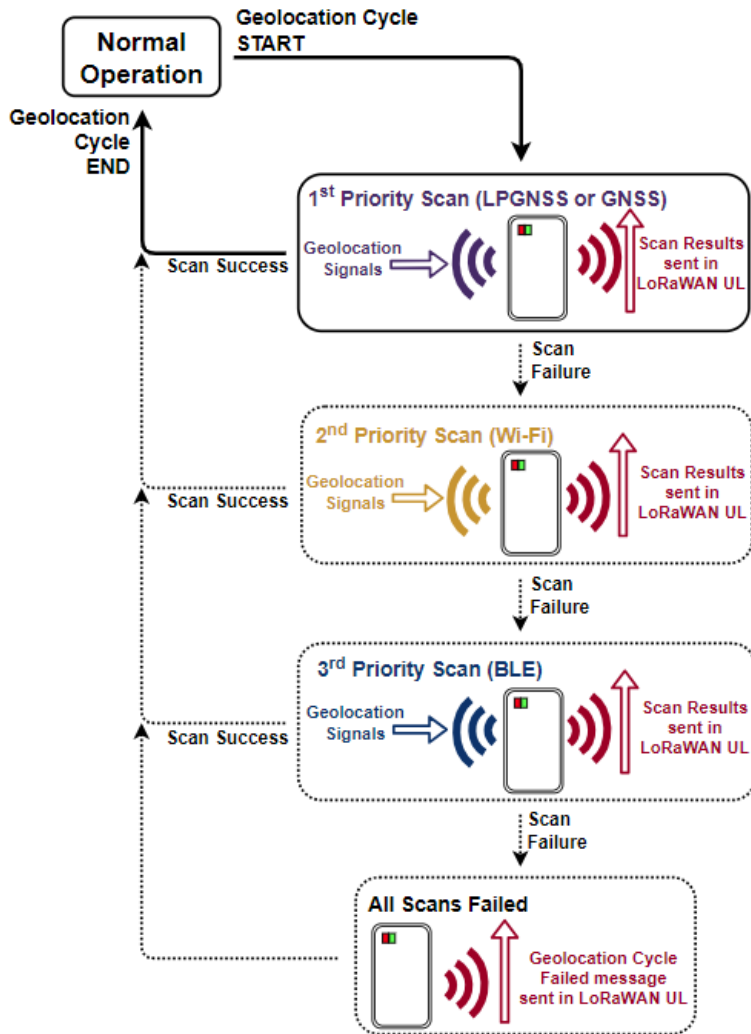 Normal
Operation
Geolocation Cycle
START
Geolocation
Cycle
END
1st Priority Scan (LPGNSS or GNSS)
Geolocation
Signals
Scan Results
sent in
LoRaWAN UL
Scan Success
Scan
Failure
2nd Priority Scan (Wi-Fi)
Geolocation
Signals
Scan Results
sent in
LoRaWAN UL
Scan Success
Scan
Failure
3rd Priority Scan (BLE)
Geolocation
Signals
Scan Results
sent in
LoRaWAN UL
Scan Success
Scan
Failure
All Scans Failed
Geolocation Cycle
Failed message
sent in LoRaWAN UL